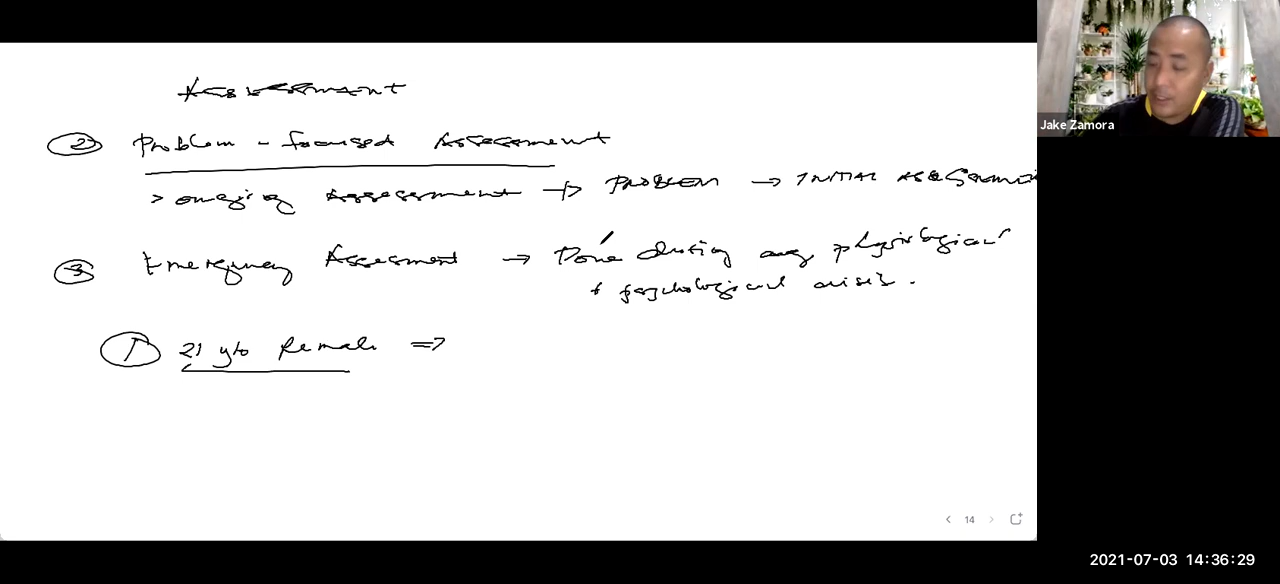 Assessment
② Problem - focused Assessment
> ongoing Assessment → PROBLEM → INITIAL ASSESSMENT
③ Emergency Assessment → Done during any physiological
+ psychological crisis.
① 21 y/o female ⇒
Jake Zamora
< 14 >
2021-07-03 14:36:29